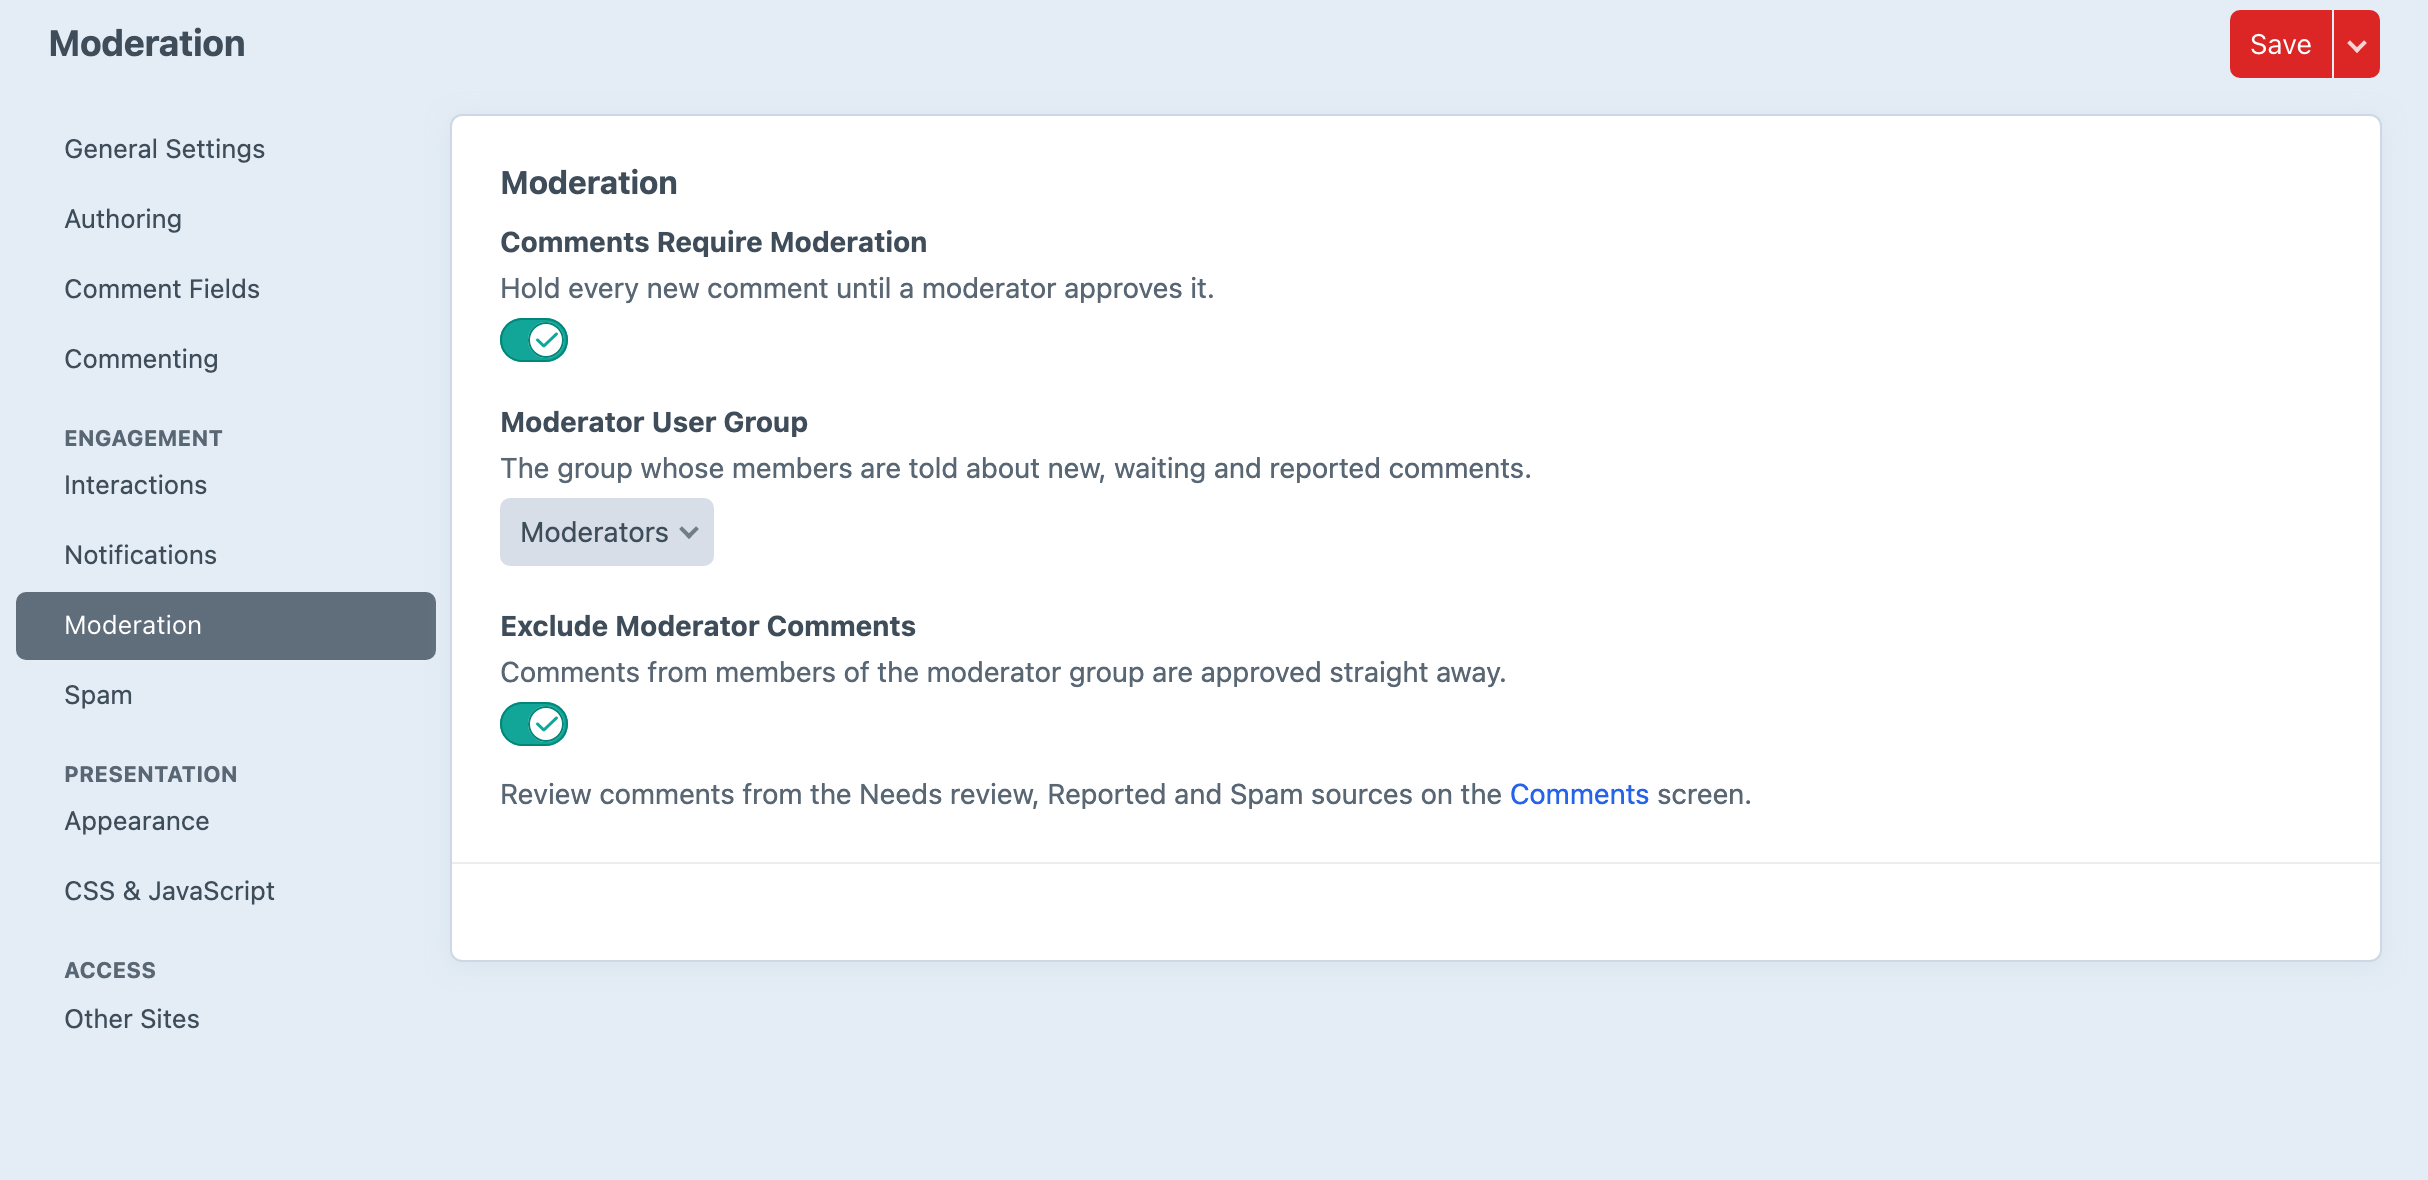 Moderation
Save
General Settings
Authoring
Comment Fields
Commenting
ENGAGEMENT
Interactions
Notifications
Moderation
Spam
PRESENTATION
Appearance
CSS & JavaScript
ACCESS
Other Sites
Moderation
Comments Require Moderation
Hold every new comment until a moderator approves it.
Moderator User Group
The group whose members are told about new, waiting and reported comments.
Moderators
Exclude Moderator Comments
Comments from members of the moderator group are approved straight away.
Review comments from the Needs review, Reported and Spam sources on the Comments screen.